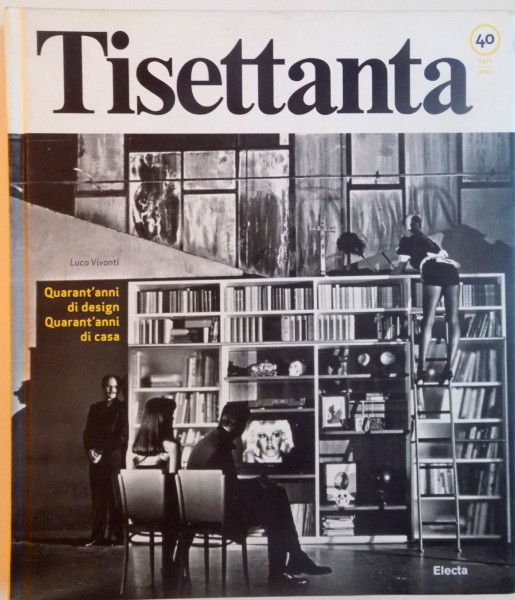 Tisettanta
40
Luca Vivanti
Quarant'anni
di design
Quarant'anni
di casa
Electa